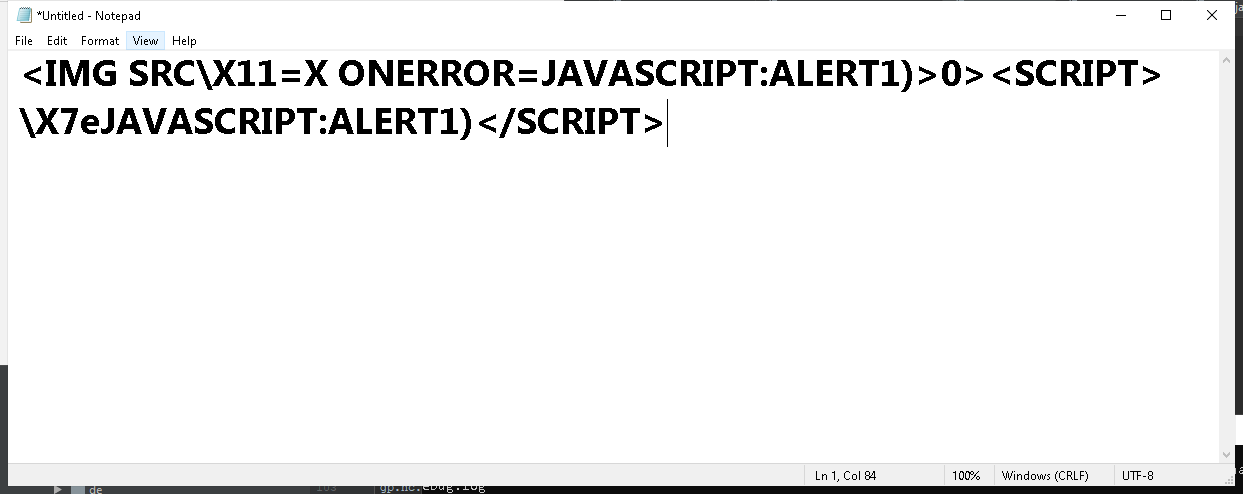 *Untitled - Notepad
File Edit Format View Help
<IMG SRC\X11=X ONERROR=JAVASCRIPT:ALERT1)>0><SCRIPT>
\X7eJAVASCRIPT:ALERT1)</SCRIPT>
Ln 1, Col 84 100% Windows (CRLF) UTF-8
de